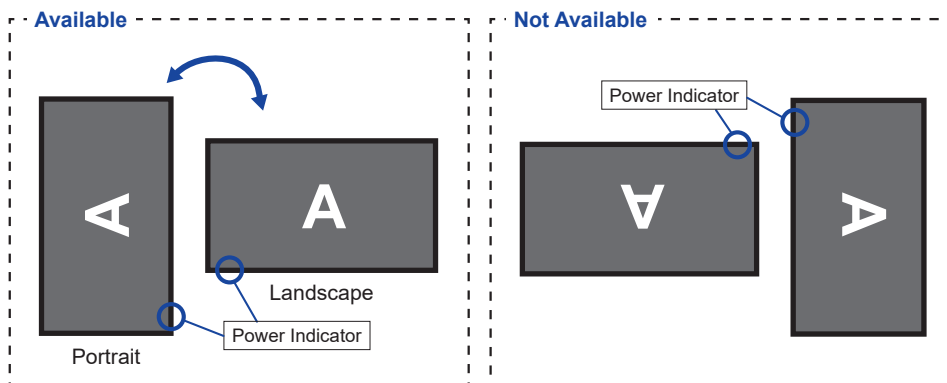 Available
A
A
Landscape
Power Indicator
Portrait
Not Available
Power Indicator
A
A